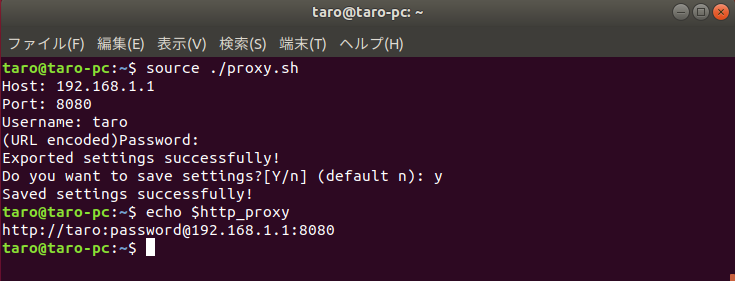 taro@taro-pc: ~
ファイル(F) 編集(E) 表示(V) 検索(S) 端末(T) ヘルプ(H)
taro@taro-pc:~$ source ./proxy.sh
Host: 192.168.1.1
Port: 8080
Username: taro
(URL encoded)Password:
Exported settings successfully!
Do you want to save settings?[Y/n] (default n): y
Saved settings successfully!
taro@taro-pc:~$ echo $http_proxy
http://taro:password@192.168.1.1:8080
taro@taro-pc:~$